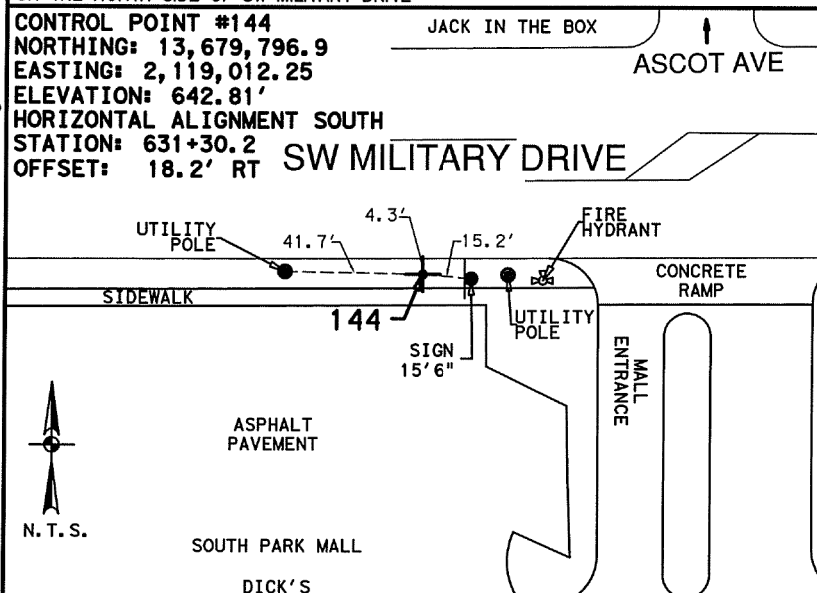 CONTROL POINT #144
NORTHING: 13,679,796.9
EASTING: 2,119,012.25
ELEVATION: 642.81'
HORIZONTAL ALIGNMENT SOUTH
STATION: 631+30.2
OFFSET: 18.2' RT
JACK IN THE BOX
ASCOT AVE
SW MILITARY DRIVE
UTILITY
POLE
41.7'
4.3'
15.2'
FIRE
HYDRANT
CONCRETE
RAMP
SIDEWALK
144
SIGN
15'6"
UTILITY
POLE
MALL
ENTRANCE
ASPHALT
PAVEMENT
N.T.S.
SOUTH PARK MALL
DICK'S